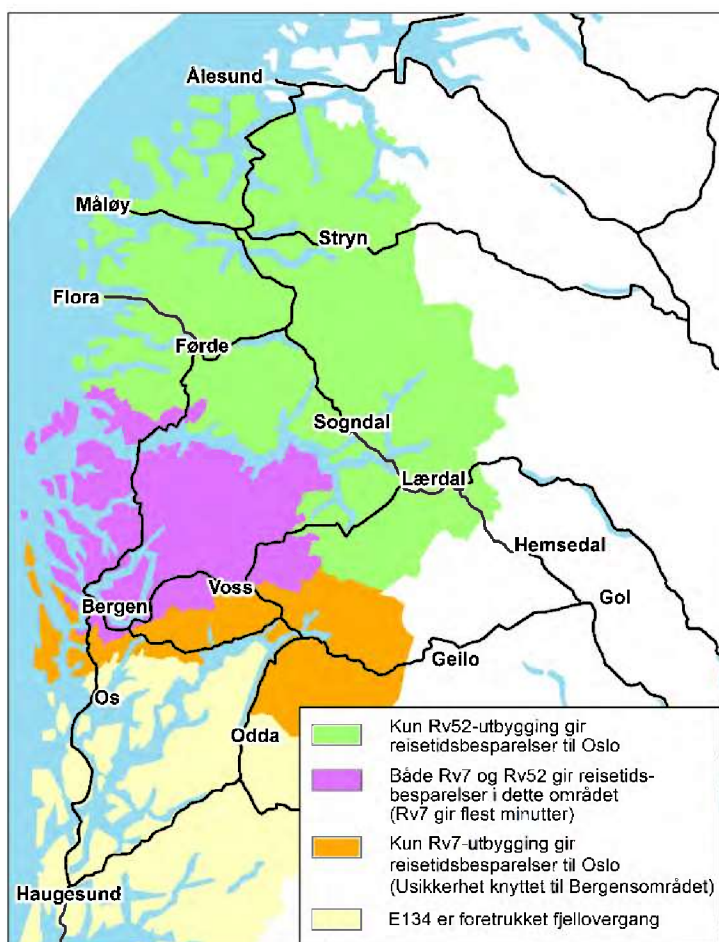 Ålesund
Måløy
Stryn
Flora
Førde
Sogndal
Lærdal
Hemsedal
Voss
Bergen
Gol
Geilo
Os
Odda
Haugesund
Kun Rv52-utbygging gir
reisetidsbesparelser til Oslo
Både Rv7 og Rv52 gir reisetids-
besparelser i dette området
(Rv7 gir flest minutter)
Kun Rv7-utbygging gir
reisetidsbesparelser til Oslo
(Usikkerhet knyttet til Bergensområdet)
E134 er foretrukket fjellovergang